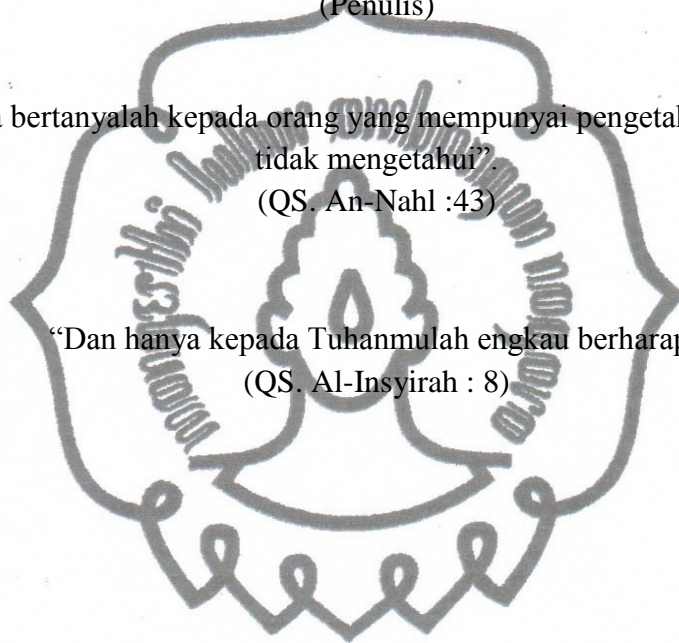 (Penulis)
a bertanyalah kepada orang yang mempunyai pengetah
tidak mengetahui”.
(QS. An-Nahl :43)
“Dan hanya kepada Tuhanmulah engkau berharap
(QS. Al-Insyirah : 8)